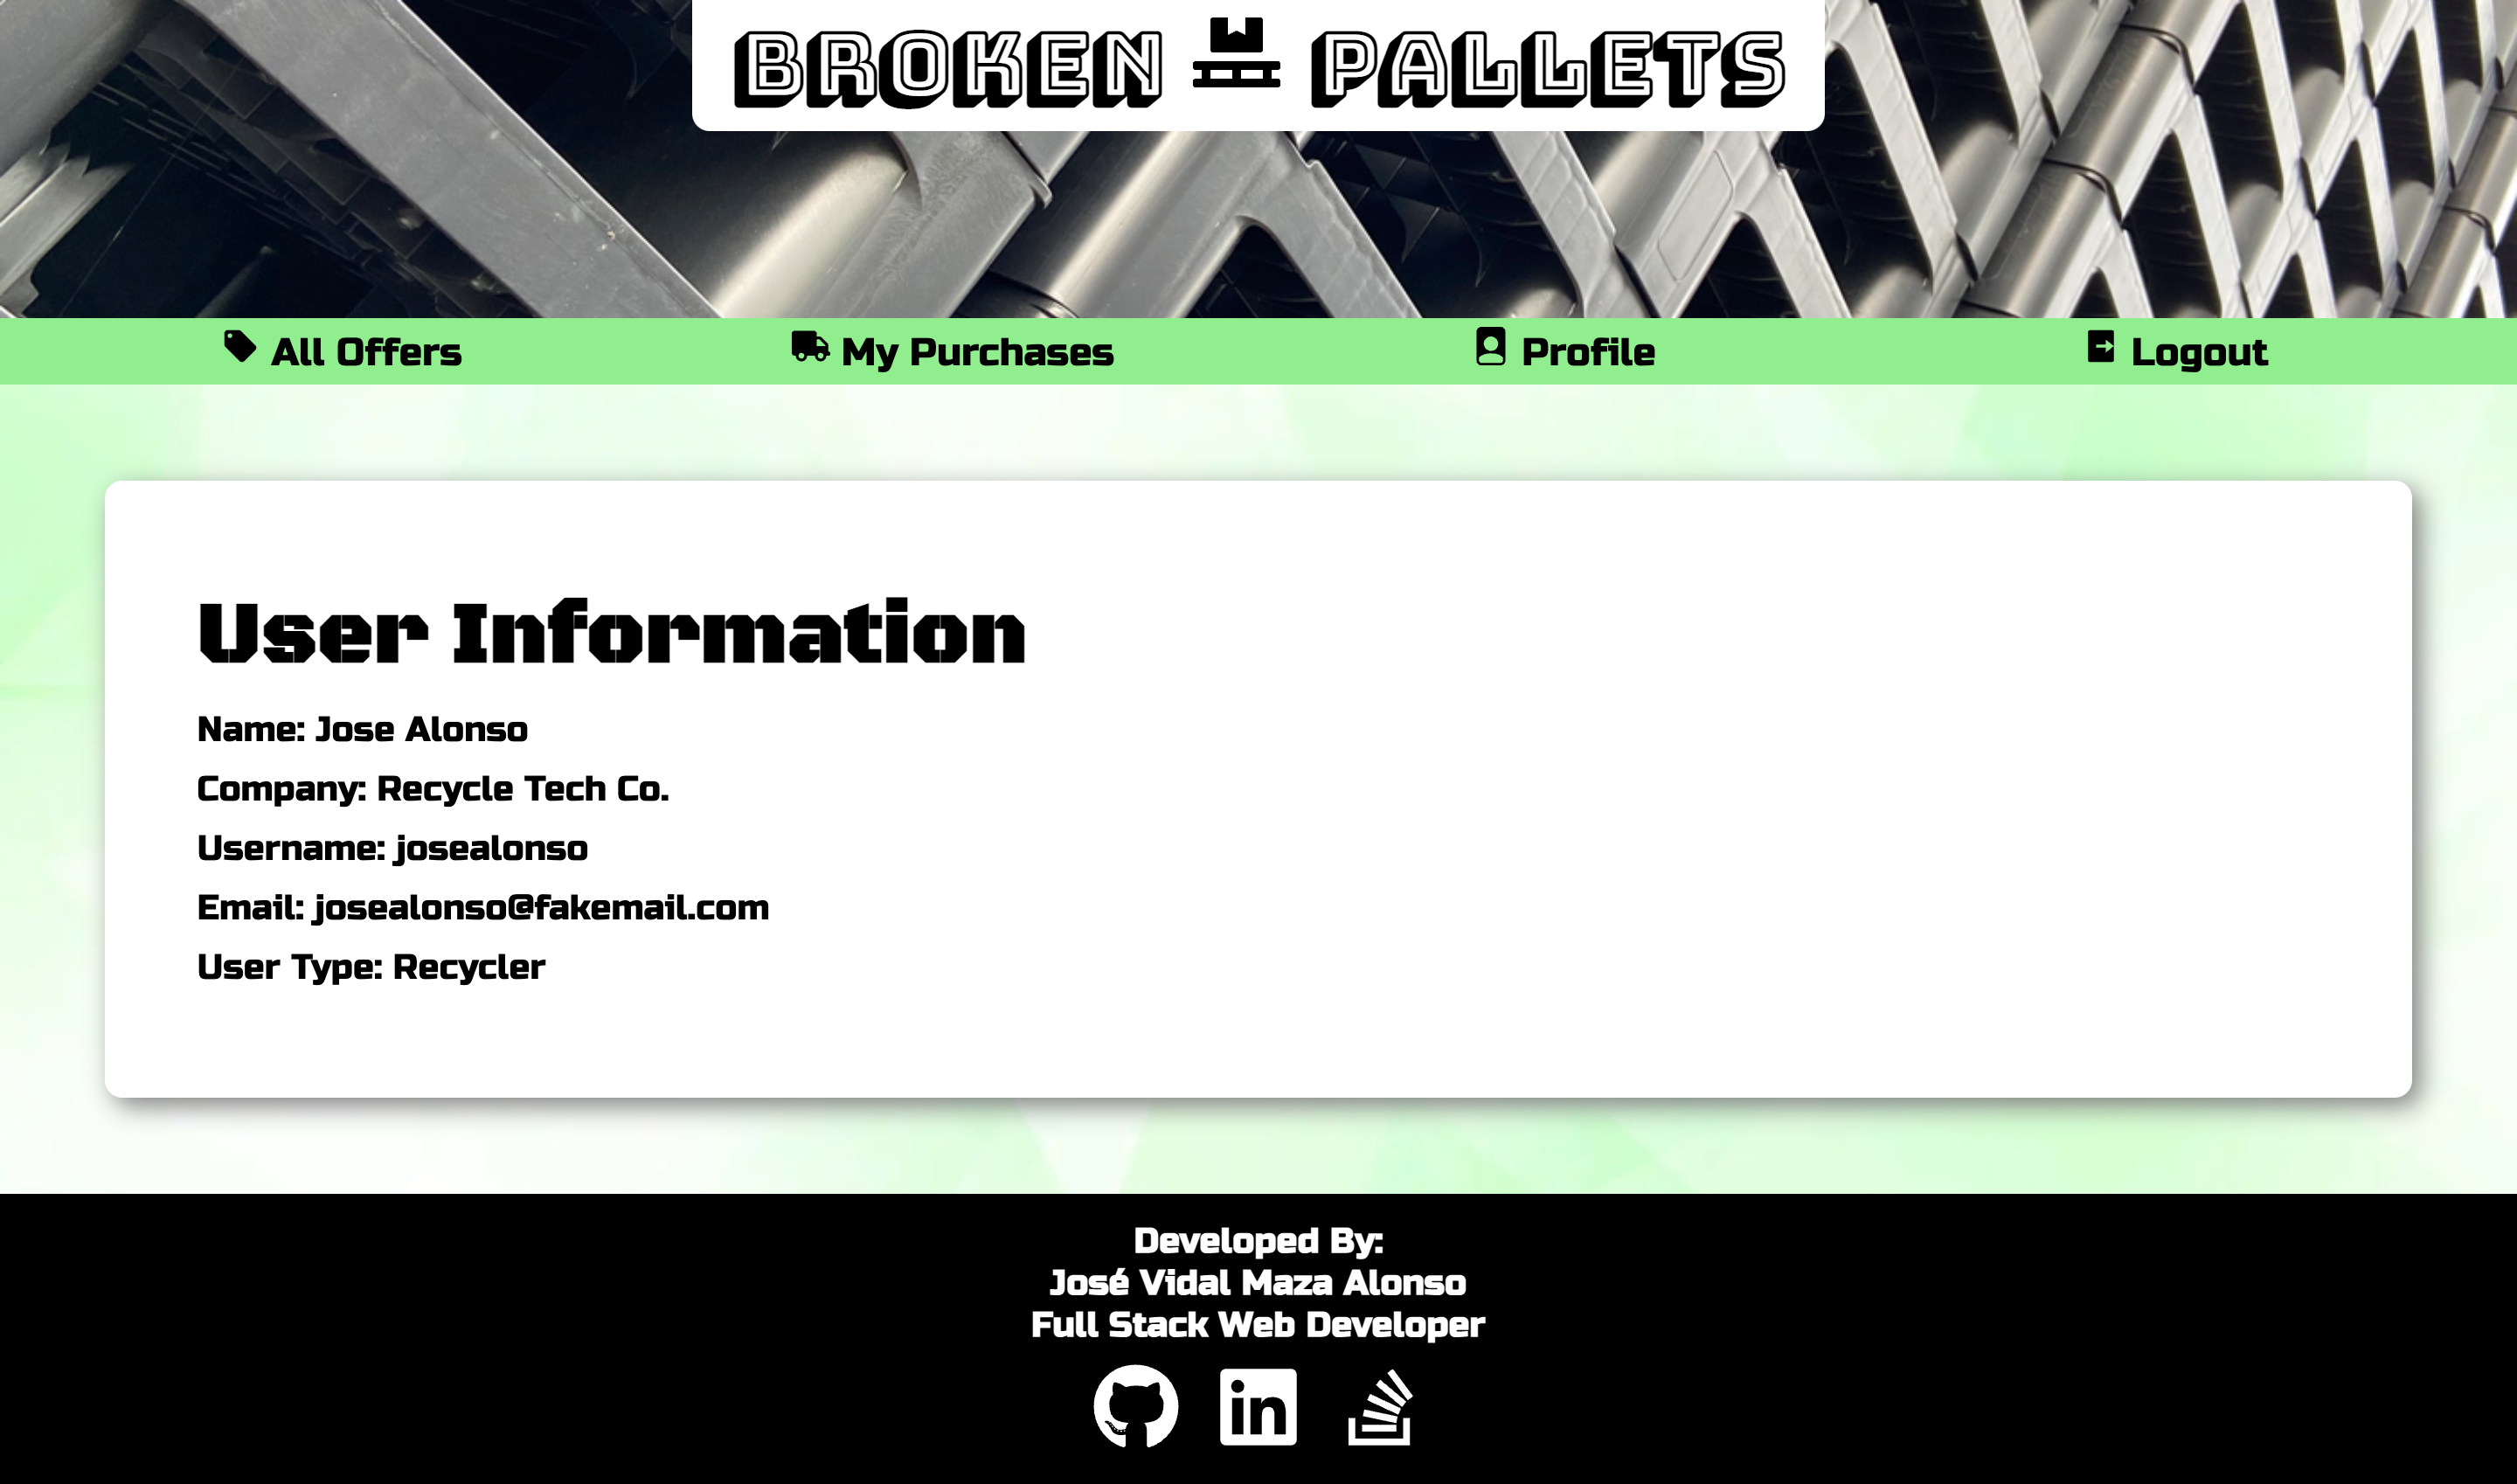 BROKEN PALLETS
All Offers
My Purchases
Profile
Logout
User Information
Name: Jose Alonso
Company: Recycle Tech Co.
Username: josealonso
Email: josealonso@fakemail.com
User Type: Recycler
Developed By:
José Vidal Maza Alonso
Full Stack Web Developer
in